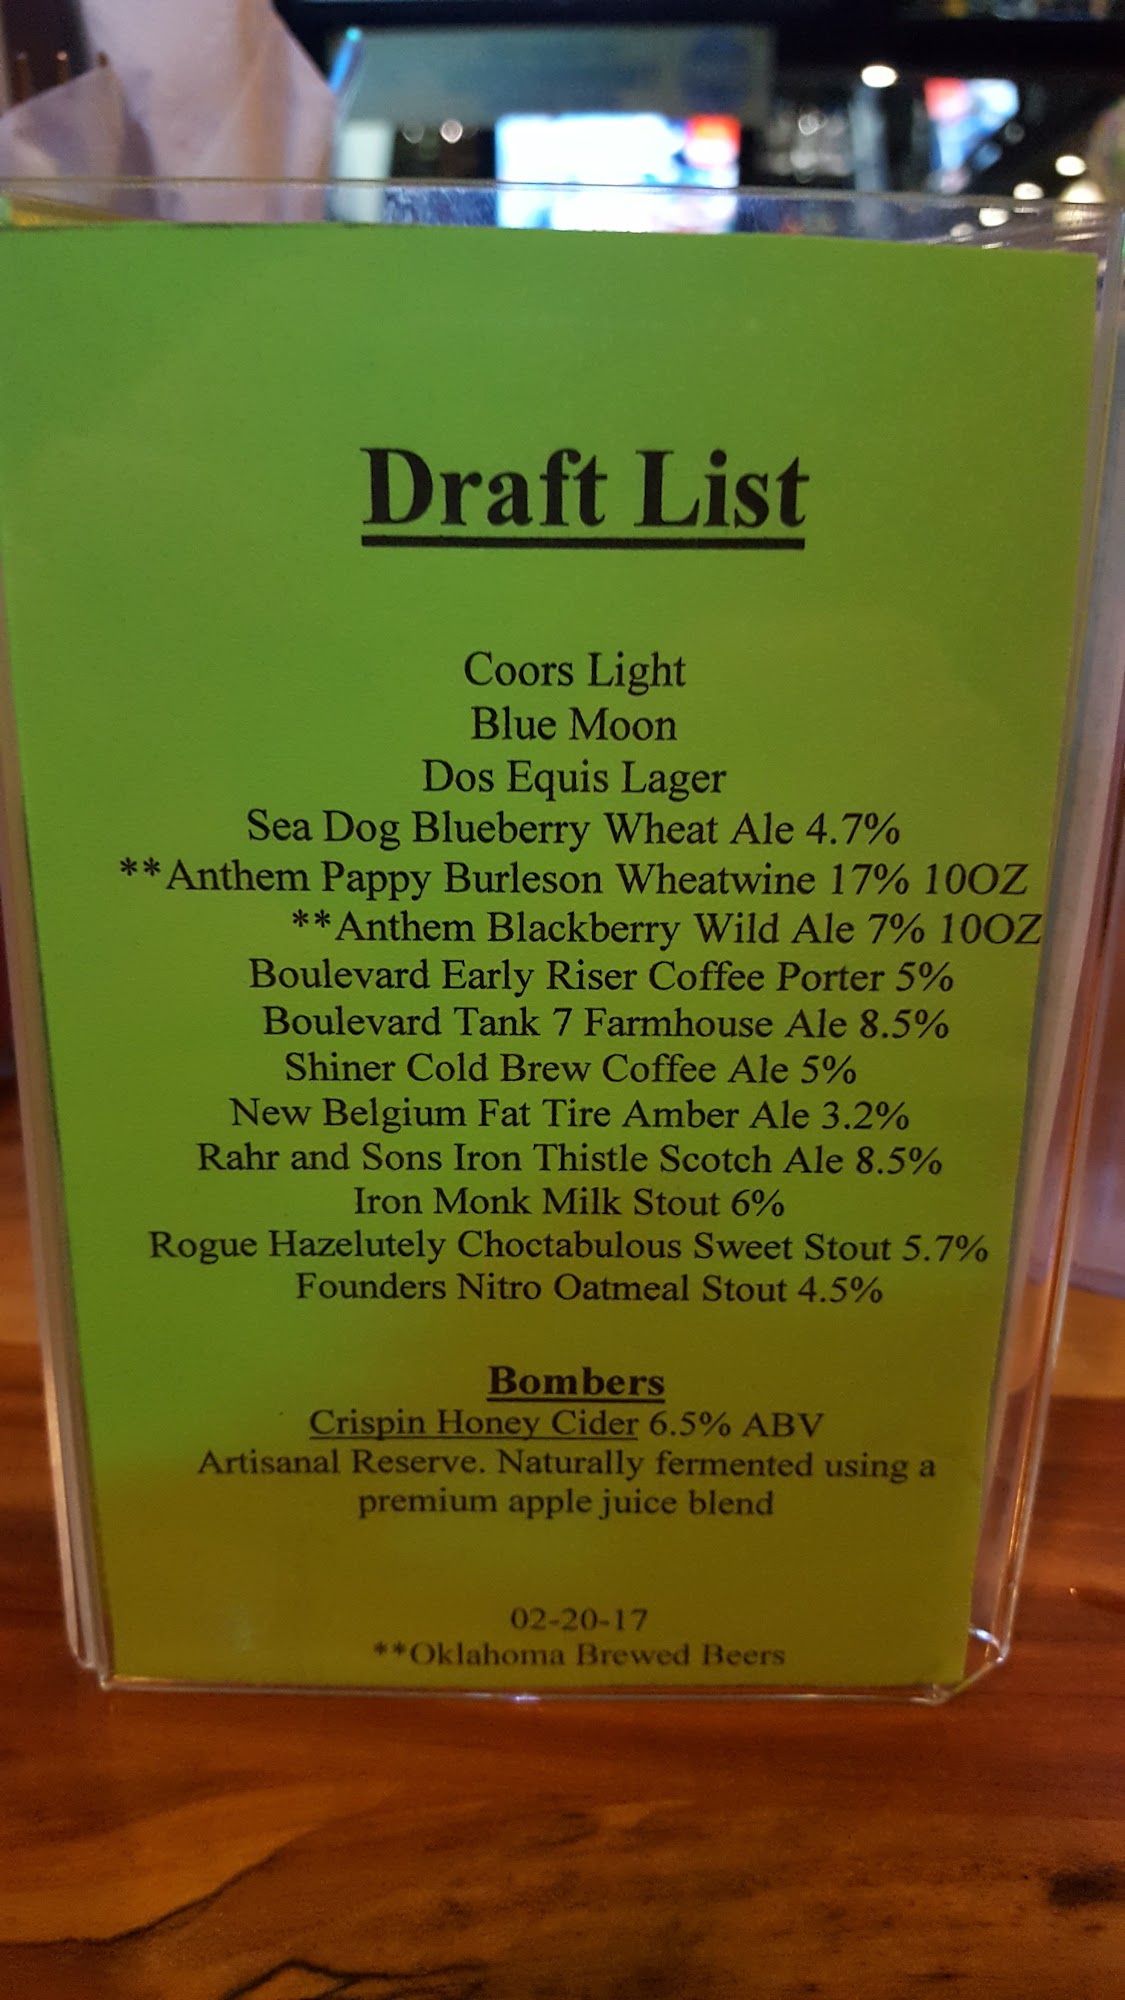 Draft List
Coors Light
Blue Moon
Dos Equis Lager
Sea Dog Blueberry Wheat Ale 4.7%
**Anthem Pappy Burleson Wheatwine 17% 10OZ
**Anthem Blackberry Wild Ale 7% 10OZ
Boulevard Early Riser Coffee Porter 5%
Boulevard Tank 7 Farmhouse Ale 8.5%
Shiner Cold Brew Coffee Ale 5%
New Belgium Fat Tire Amber Ale 3.2%
Rahr and Sons Iron Thistle Scotch Ale 8.5%
Iron Monk Milk Stout 6%
Rogue Hazelutely Choctabulous Sweet Stout 5.7%
Founders Nitro Oatmeal Stout 4.5%
Bombers
Crispin Honey Cider 6.5% ABV
Artisanal Reserve. Naturally fermented using a
premium apple juice blend
02-20-17
**Oklahoma Brewed Beers